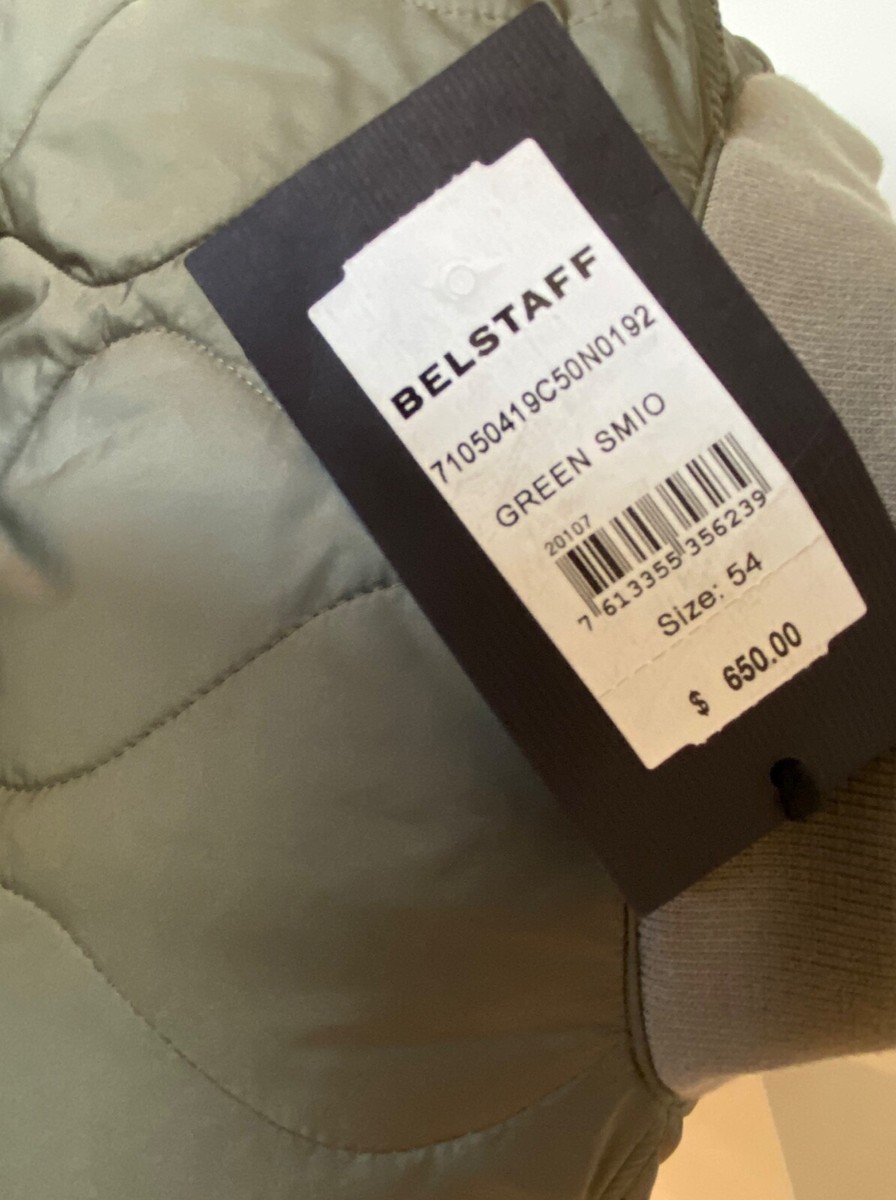 BELSTAFF
71050419C50N0192
GREEN SMIO
20107
7 613355 356239
Size: 54
$ 650.00